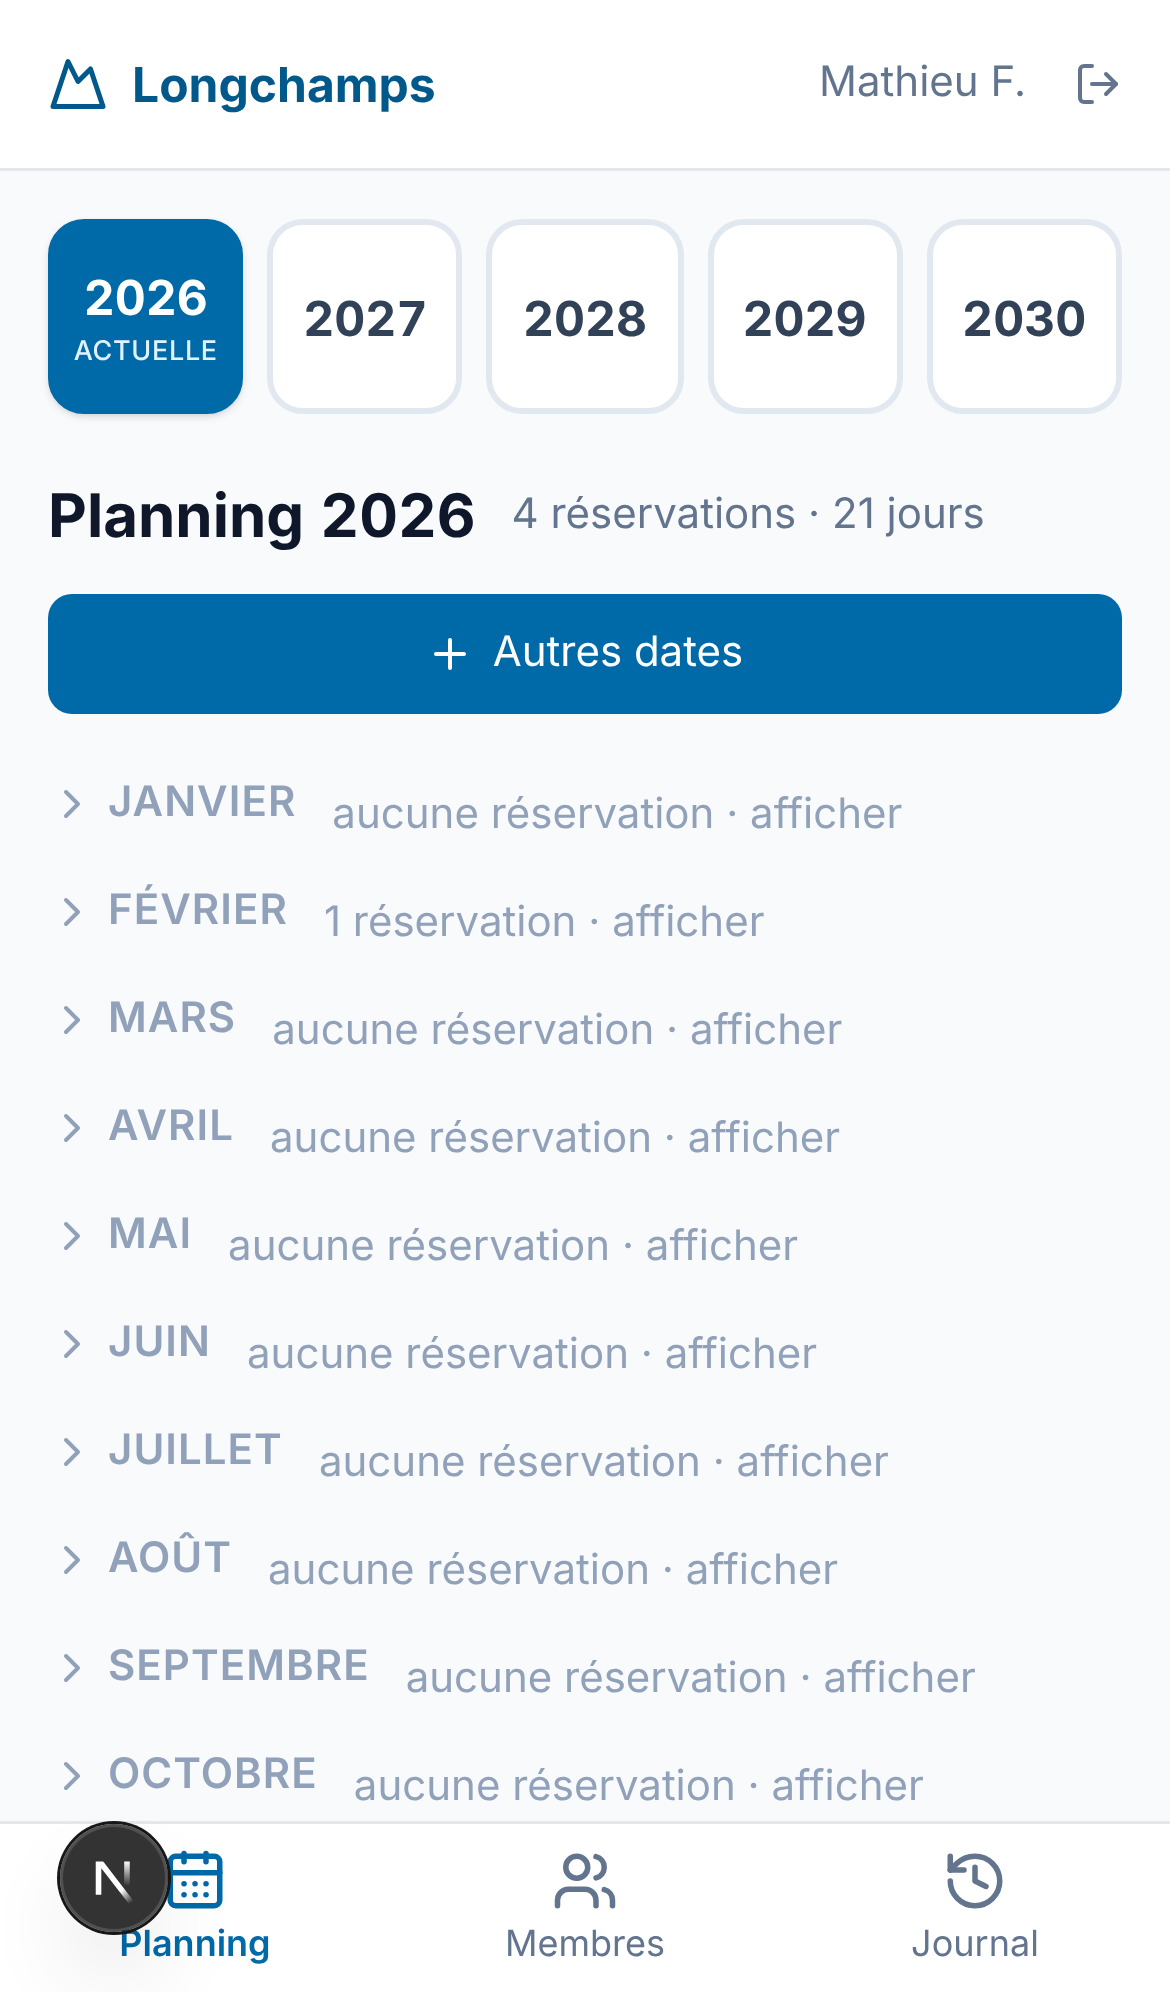 Longchamps Mathieu F.
2026 2027 2028 2029 2030
ACTUELLE
Planning 2026 4 réservations · 21 jours
+ Autres dates
JANVIER aucune réservation · afficher
FÉVRIER 1 réservation · afficher
MARS aucune réservation · afficher
AVRIL aucune réservation · afficher
MAI aucune réservation · afficher
JUIN aucune réservation · afficher
JUILLET aucune réservation · afficher
AOÛT aucune réservation · afficher
SEPTEMBRE aucune réservation · afficher
OCTOBRE aucune réservation · afficher
N
Planning Membres Journal